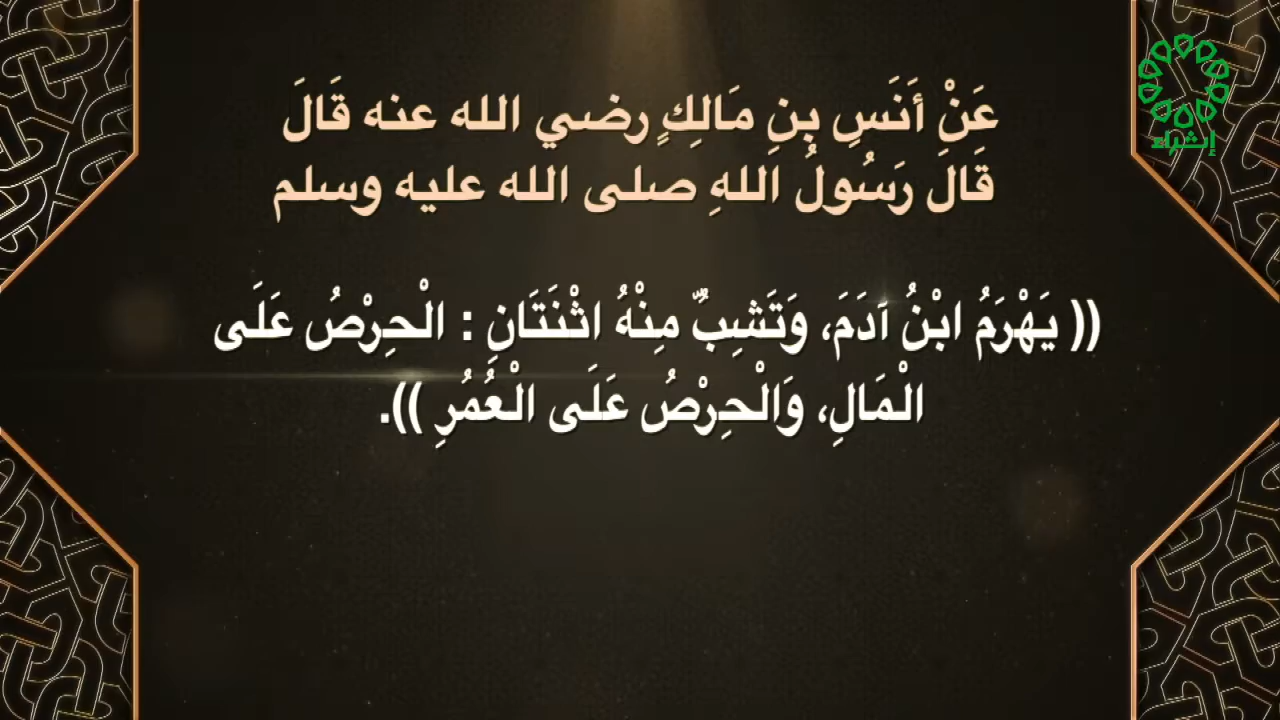 إثراء
عَنْ أَنَسِ بِنِ مَالِكٍ رضي الله عنه قَالَ
قَالَ رَسُولُ اللهِ صلى الله عليه وسلم
(( يَهْرَمُ ابْنُ آدَمَ، وَتَشِبُّ مِنْهُ اثْنَتَانِ : الْحِرْصُ عَلَى
الْمَالِ، وَالْحِرْصُ عَلَى الْعُمُرِ )).